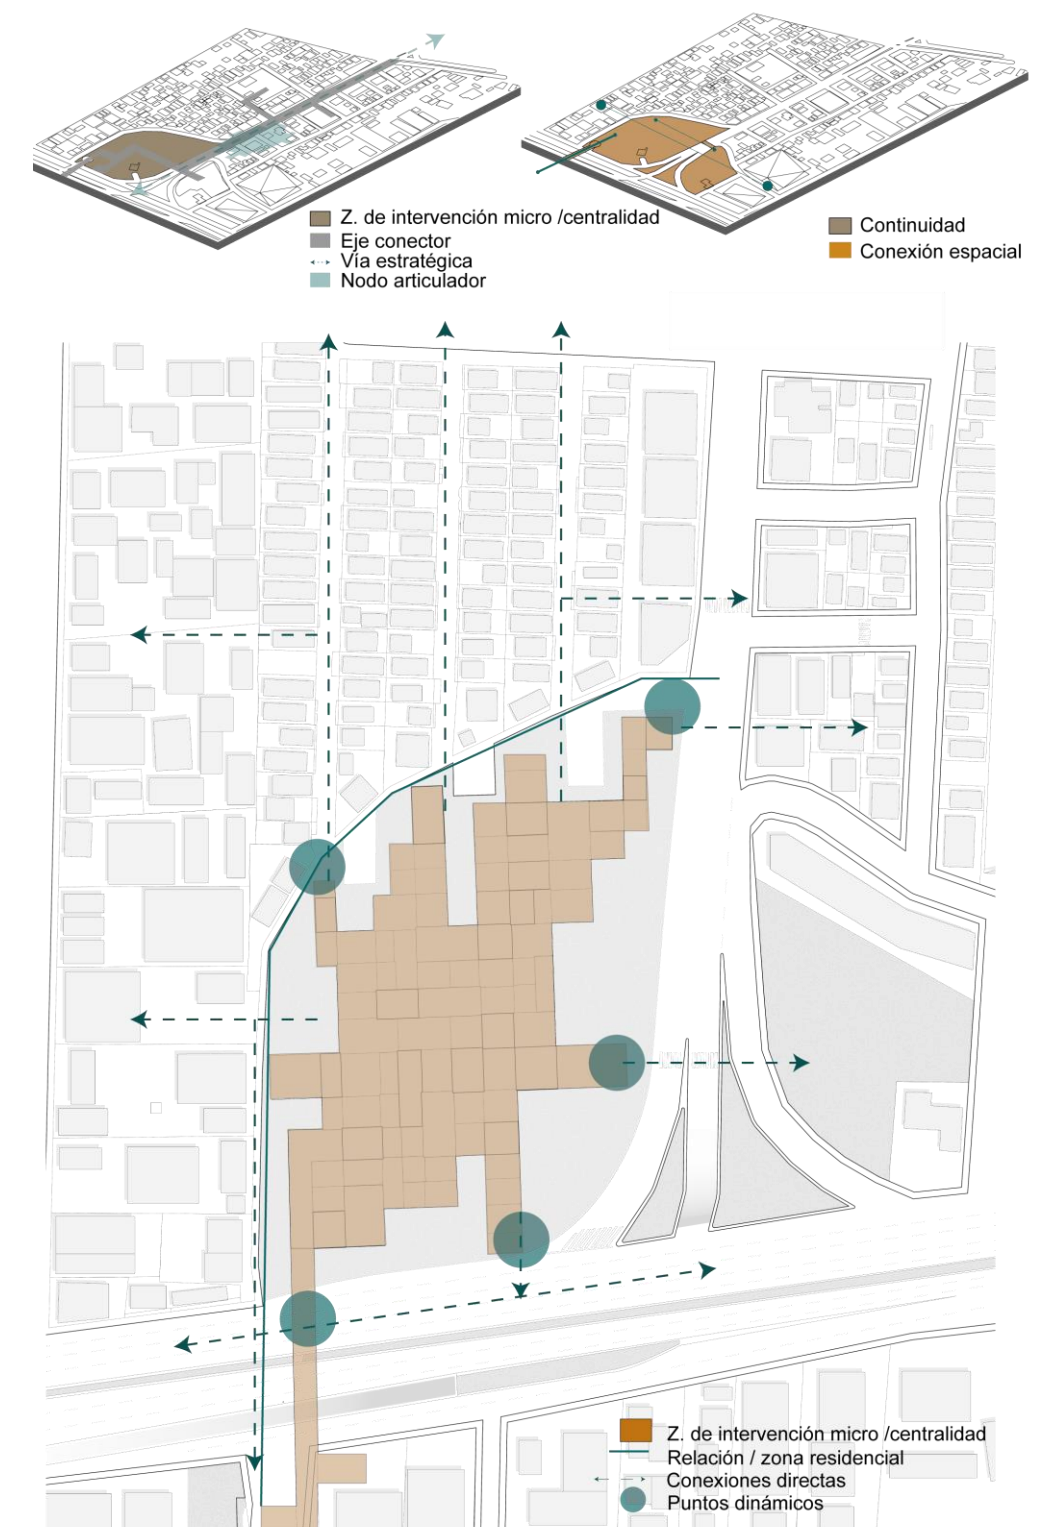 Z. de intervención micro /centralidad
Eje conector
Vía estratégica
Nodo articulador
Continuidad
Conexión espacial
Z. de intervención micro /centralidad
Relación / zona residencial
Conexiones directas
Puntos dinámicos